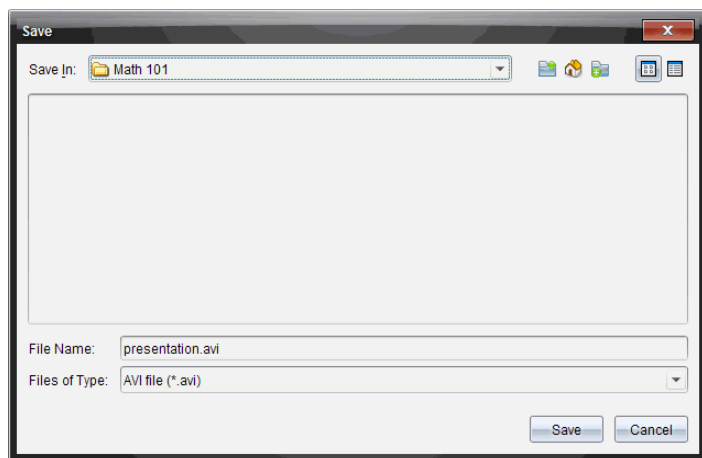 Save
Save In: Math 101
File Name: presentation.avi
Files of Type: AVI file (*.avi)
Save Cancel